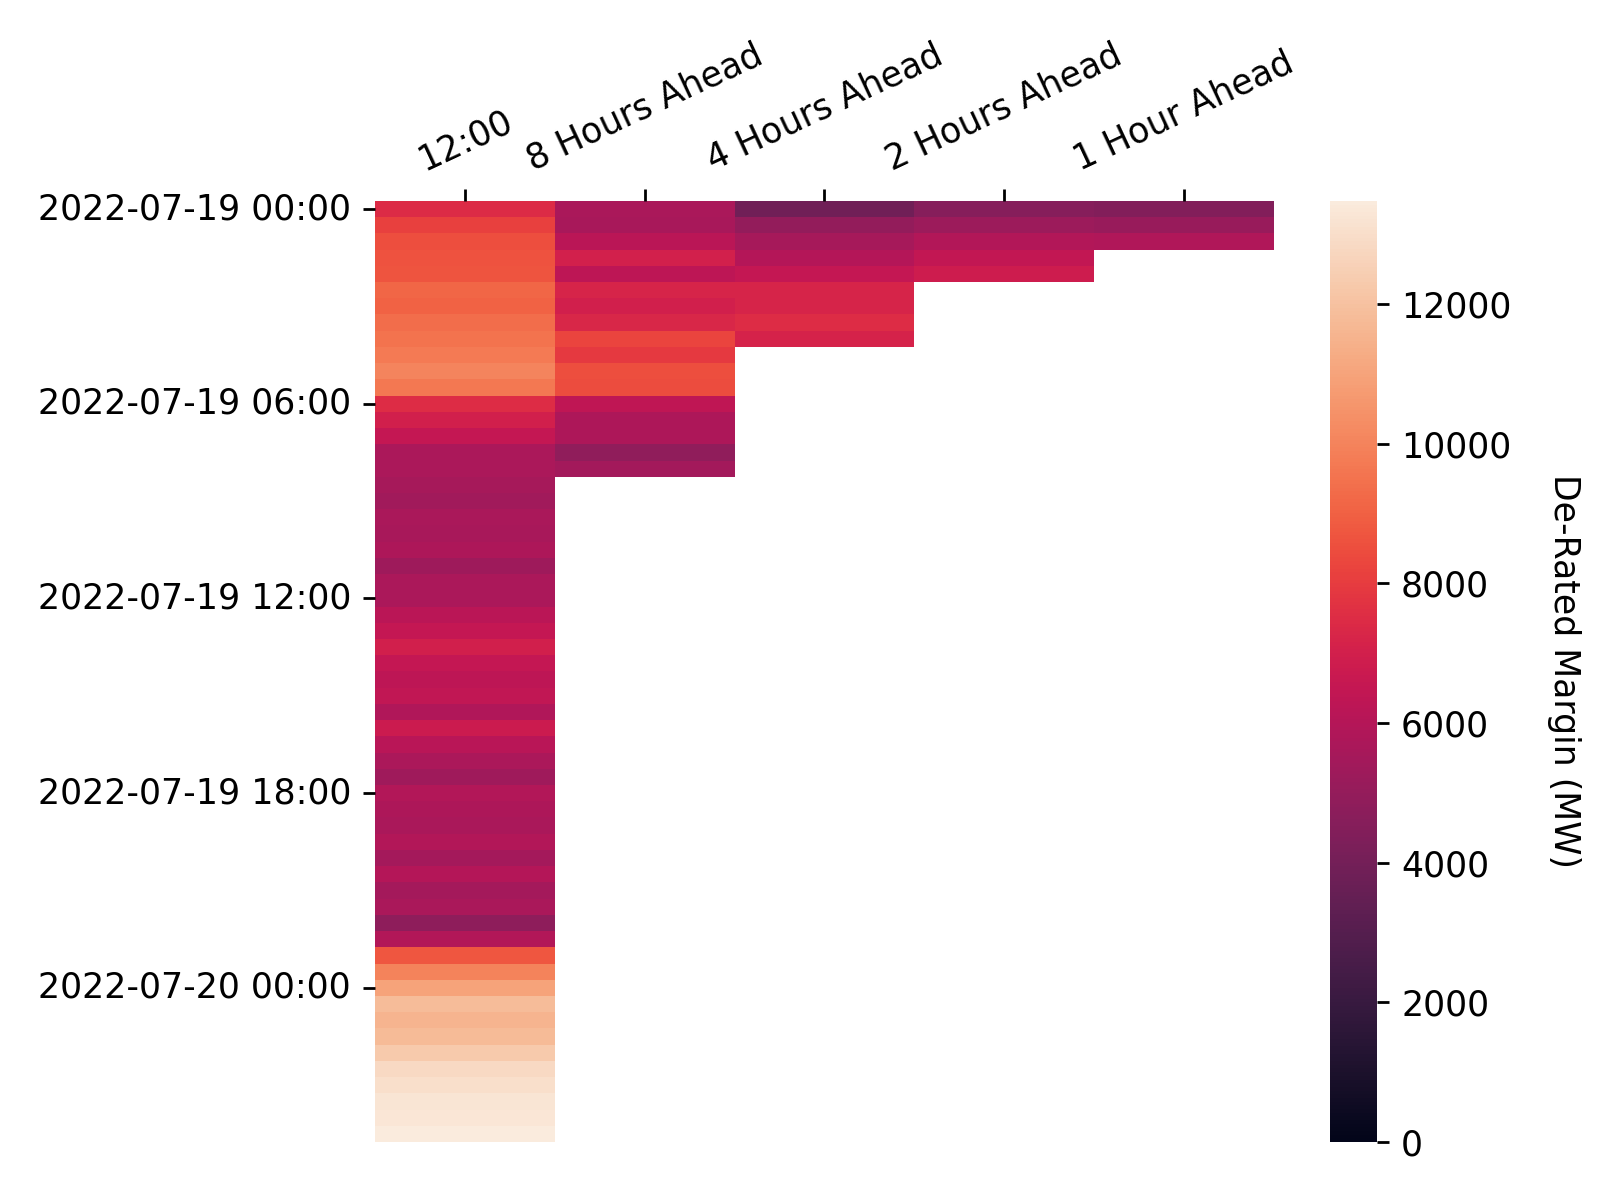 12:00
8 Hours Ahead
4 Hours Ahead
2 Hours Ahead
1 Hour Ahead
2022-07-19 00:00
2022-07-19 06:00
2022-07-19 12:00
2022-07-19 18:00
2022-07-20 00:00
12000
10000
8000
6000
4000
2000
0
De-Rated Margin (MW)